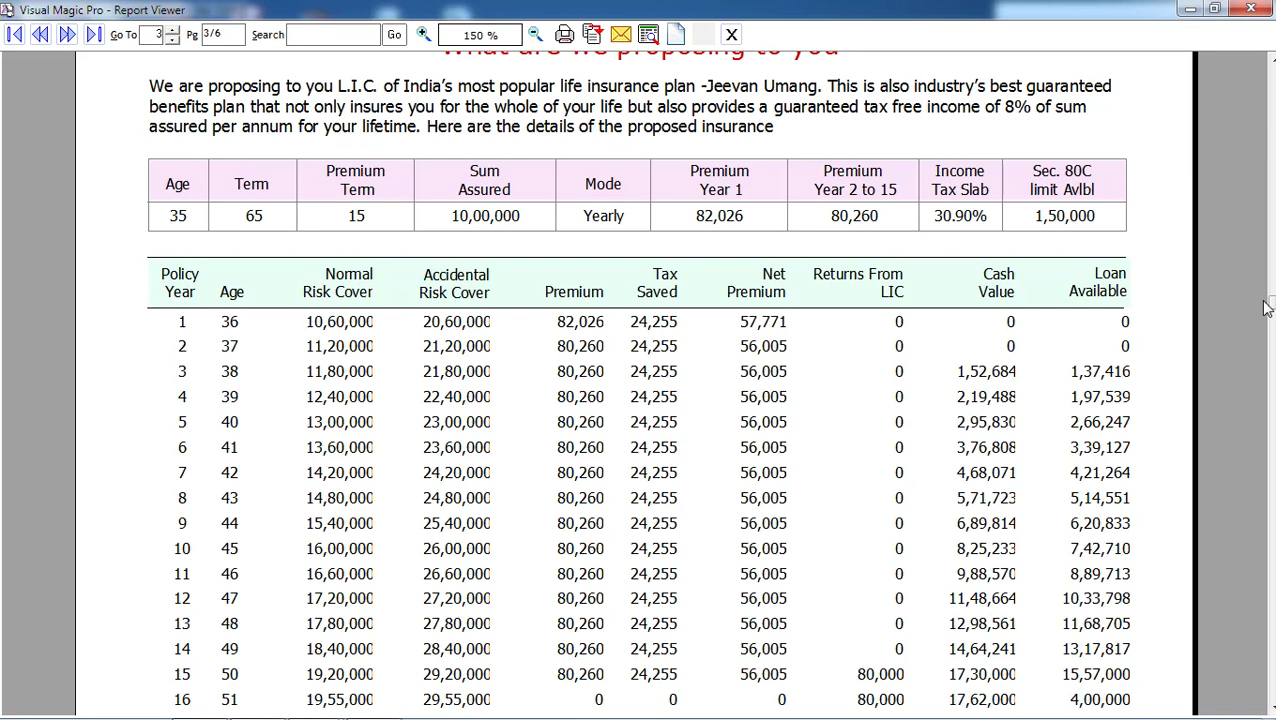 Visual Magic Pro - Report Viewer
Go To 3 Pg 3/6 Search Go 150 % X
What are we proposing to you
We are proposing to you L.I.C. of India's most popular life insurance plan -Jeevan Umang. This is also industry's best guaranteed
benefits plan that not only insures you for the whole of your life but also provides a guaranteed tax free income of 8% of sum
assured per annum for your lifetime. Here are the details of the proposed insurance
Age Term Premium Term Sum Assured Mode Premium Year 1 Premium Year 2 to 15 Income Tax Slab Sec. 80C limit Avlbl
35 65 15 10,00,000 Yearly 82,026 80,260 30.90% 1,50,000
Policy Year Age Normal Risk Cover Accidental Risk Cover Premium Tax Saved Net Premium Returns From LIC Cash Value Loan Available
1 36 10,60,000 20,60,000 82,026 24,255 57,771 0 0 0
2 37 11,20,000 21,20,000 80,260 24,255 56,005 0 0 0
3 38 11,80,000 21,80,000 80,260 24,255 56,005 0 1,52,684 1,37,416
4 39 12,40,000 22,40,000 80,260 24,255 56,005 0 2,19,488 1,97,539
5 40 13,00,000 23,00,000 80,260 24,255 56,005 0 2,95,830 2,66,247
6 41 13,60,000 23,60,000 80,260 24,255 56,005 0 3,76,808 3,39,127
7 42 14,20,000 24,20,000 80,260 24,255 56,005 0 4,68,071 4,21,264
8 43 14,80,000 24,80,000 80,260 24,255 56,005 0 5,71,723 5,14,551
9 44 15,40,000 25,40,000 80,260 24,255 56,005 0 6,89,814 6,20,833
10 45 16,00,000 26,00,000 80,260 24,255 56,005 0 8,25,233 7,42,710
11 46 16,60,000 26,60,000 80,260 24,255 56,005 0 9,88,570 8,89,713
12 47 17,20,000 27,20,000 80,260 24,255 56,005 0 11,48,664 10,33,798
13 48 17,80,000 27,80,000 80,260 24,255 56,005 0 12,98,561 11,68,705
14 49 18,40,000 28,40,000 80,260 24,255 56,005 0 14,64,241 13,17,817
15 50 19,20,000 29,20,000 80,260 24,255 56,005 80,000 17,30,000 15,57,000
16 51 19,55,000 29,55,000 0 0 0 80,000 17,62,000 4,00,000